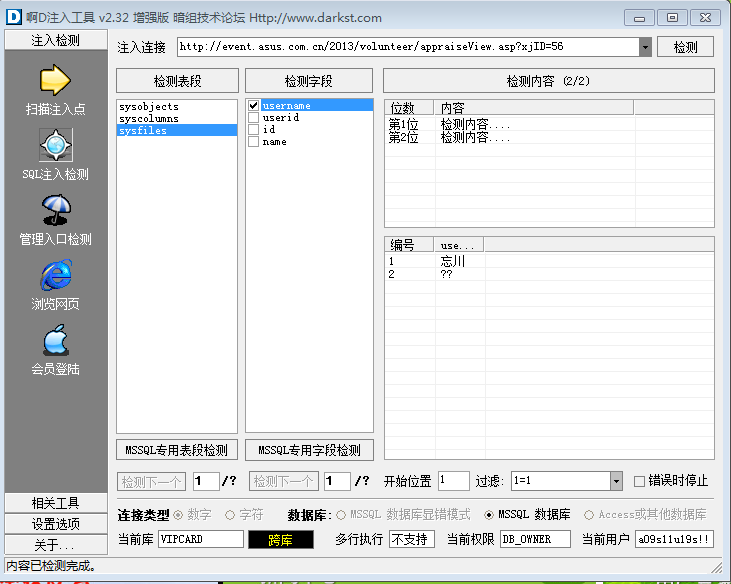 啊D注入工具 v2.32 增强版 暗组技术论坛 Http://www.darkst.com
注入检测
注入连接 http://event.asus.com.cn/2013/volunteer/appraiseView.asp?xjID=56 检测
扫描注入点
SQL注入检测
管理入口检测
浏览网页
会员登陆
相关工具
设置选项
关于...
检测表段 检测字段 检测内容 (2/2)
sysobjects
syscolumns
sysfiles
username
userid
id
name
位数 内容
第1位 检测内容....
第2位 检测内容....
编号 use...
1 忘川
2 ??
MSSQL专用表段检测 MSSQL专用字段检测
检测下一个 1 /? 检测下一个 1 /? 开始位置 1 过滤: 1=1 错误时停止
连接类型 数字 字符 数据库: MSSQL 数据库显错模式 MSSQL 数据库 Access或其他数据库
当前库 VIPCARD 跨库 多行执行 不支持 当前权限 DB_OWNER 当前用户 a09s11u19s!!
内容已检测完成。